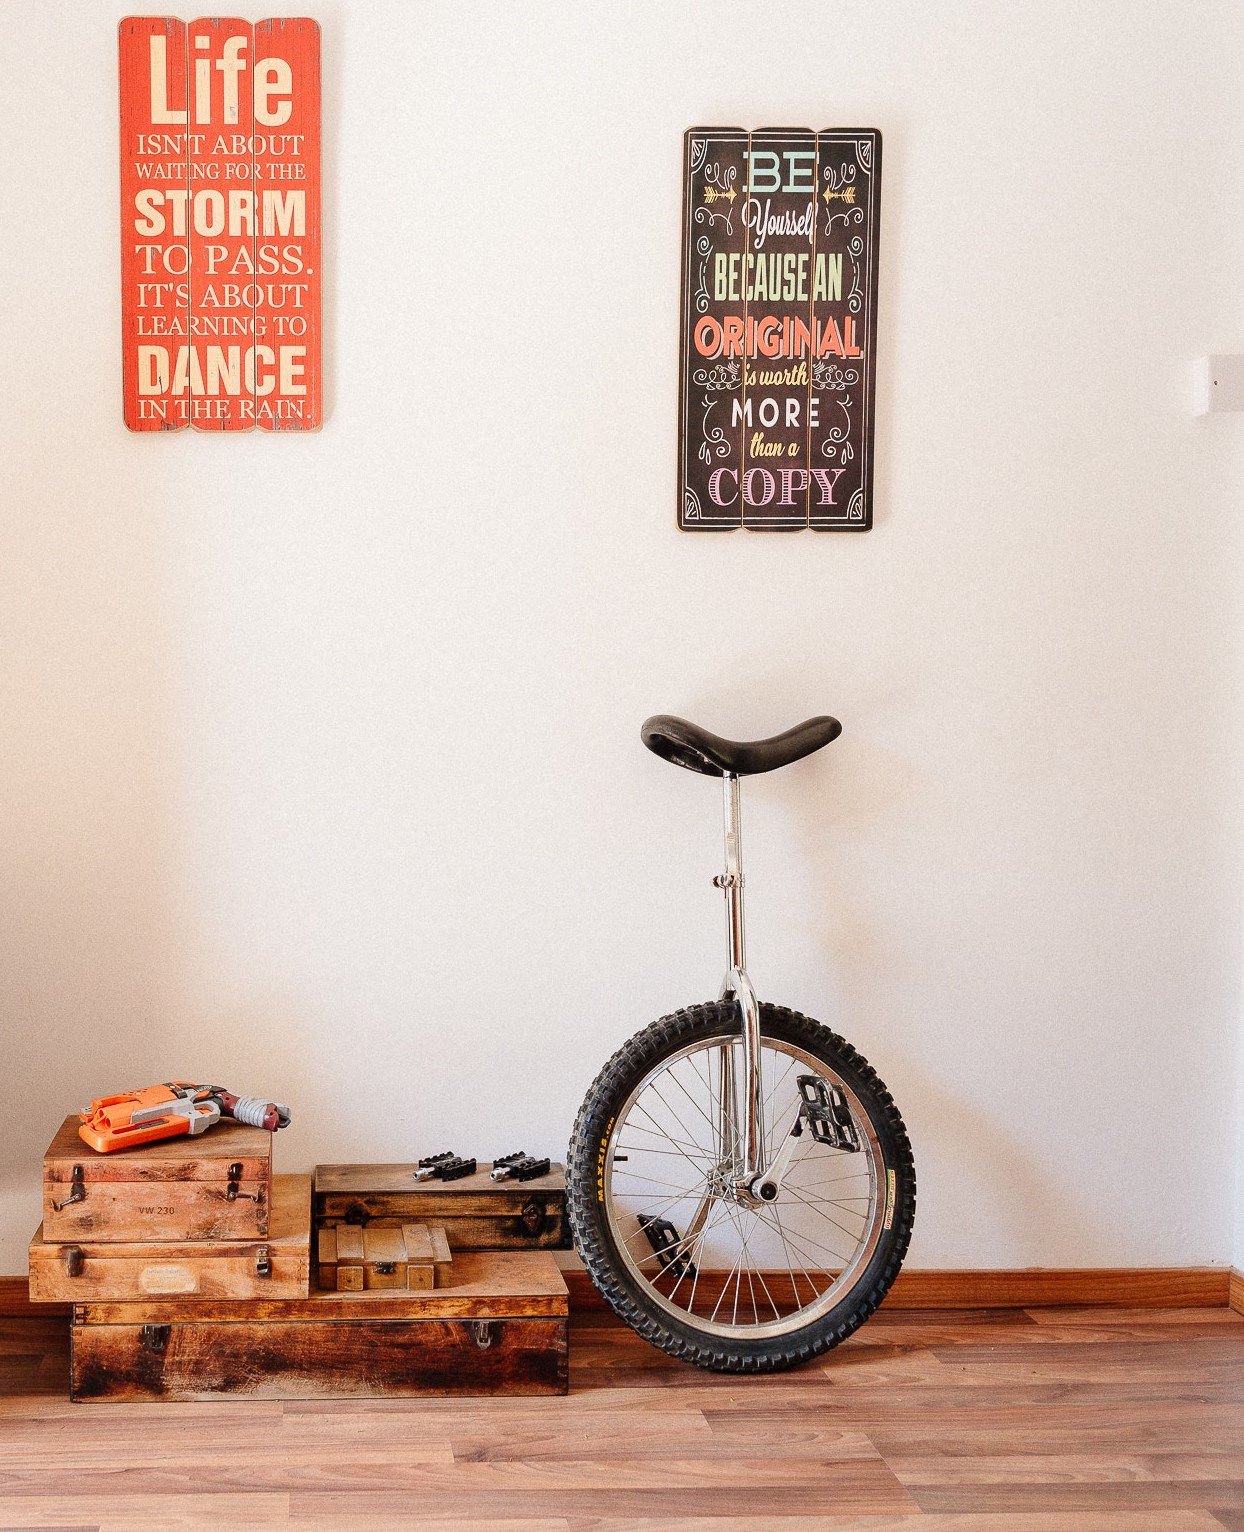 Life
ISN'T ABOUT
WAITING FOR THE
STORM
TO PASS.
IT'S ABOUT
LEARNING TO
DANCE
IN THE RAIN.
BE
Yourself
BECAUSE AN
ORIGINAL
is worth
MORE
than a
COPY
MAXXIS.com
VW 230